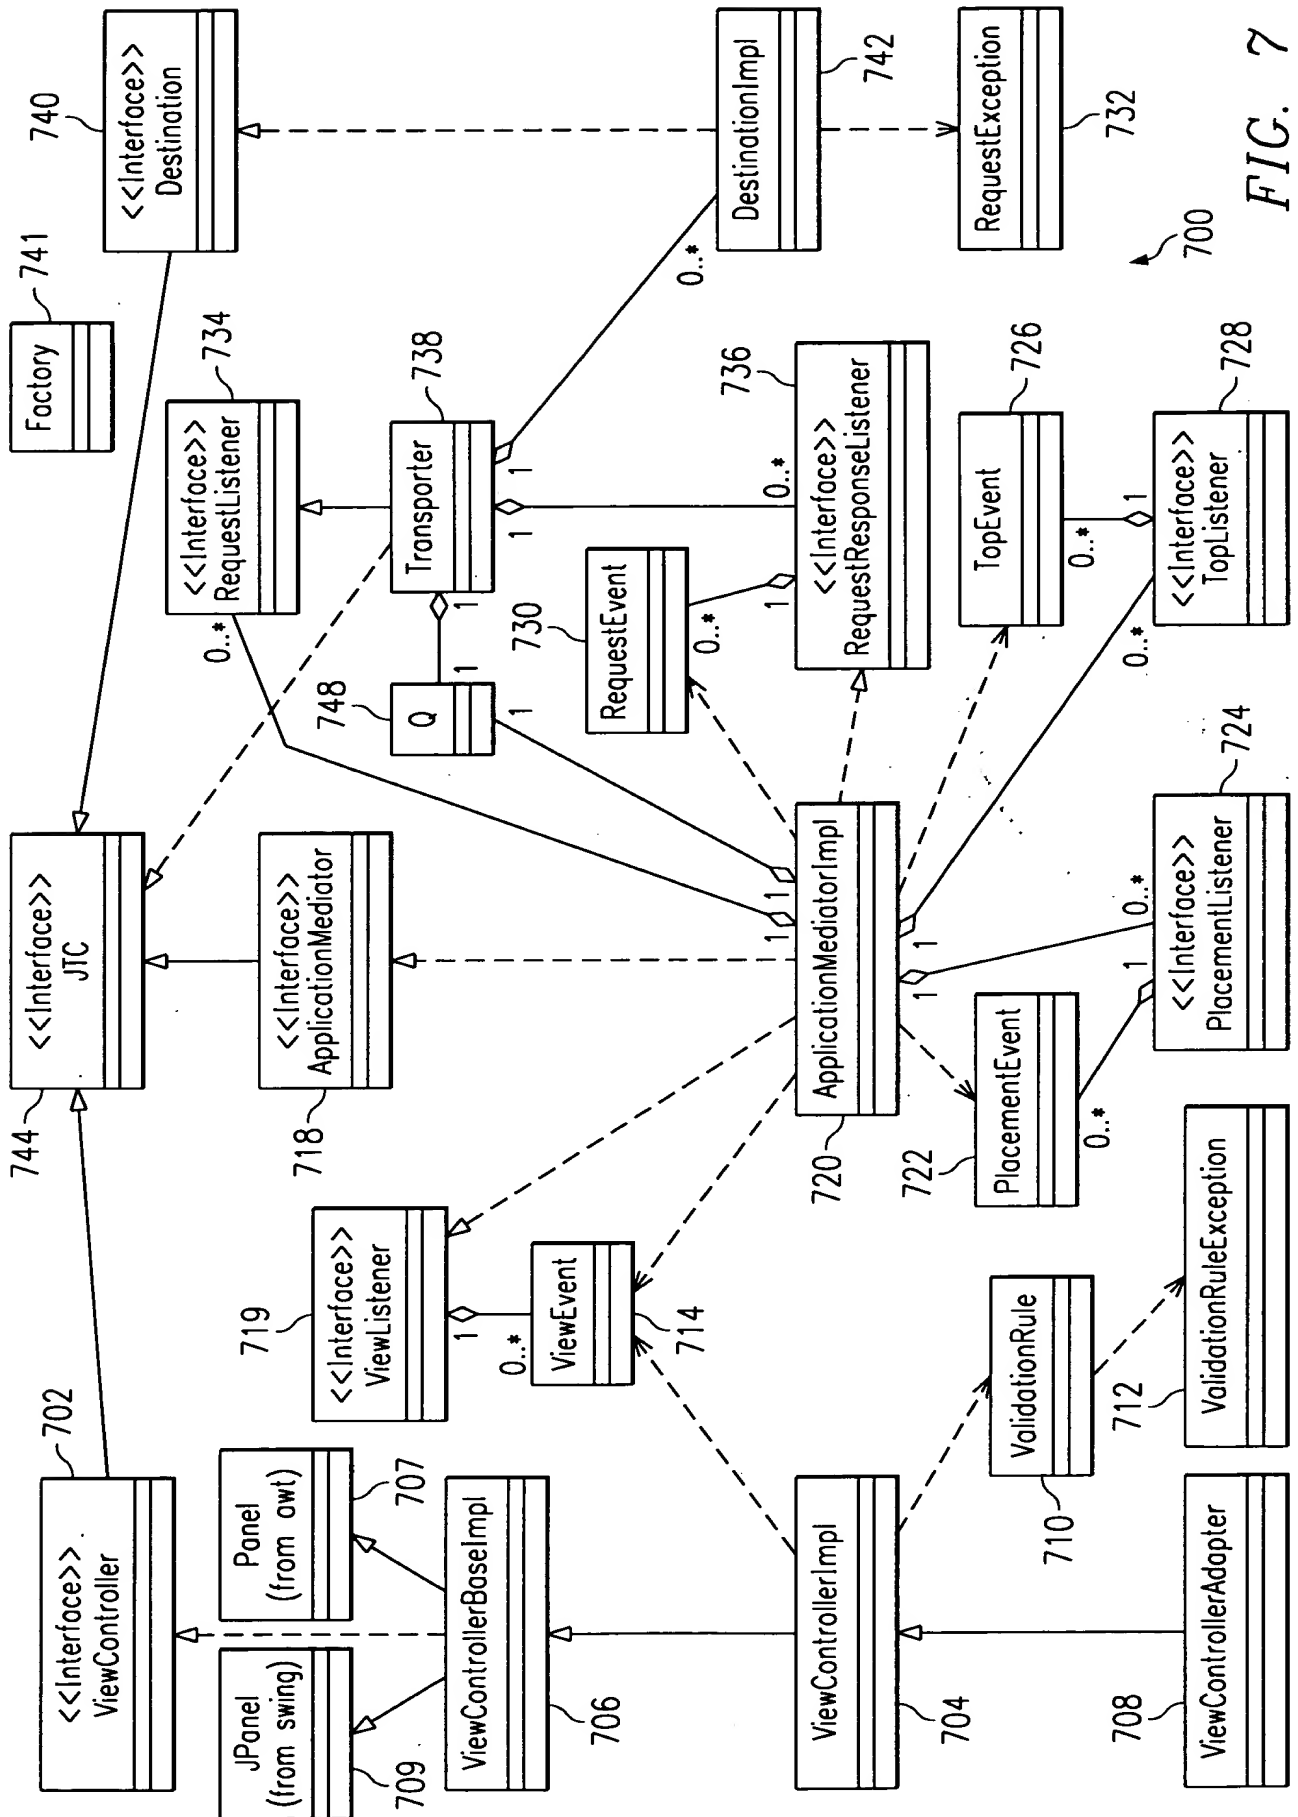 702
<<Interface>>
ViewController
744
<<Interface>>
JTC
Factory
741
740
<<Interface>>
Destination
JPanel
(from swing)
709
Panel
(from awt)
707
719
<<Interface>>
ViewListener
1
718
<<Interface>>
ApplicationMediator
734
<<Interface>>
RequestListener
0..*
748
Q
1
1
Transporter
738
1
1
1
ViewControllerBaseImpl
706
0..*
ViewEvent
714
730
RequestEvent
0..*
0..*
DestinationImpl
742
ViewControllerImpl
704
720
ApplicationMediatorImpl
1
1
1
1
736
<<Interface>>
RequestResponseListener
1
0..*
710
ValidationRule
722
PlacementEvent
0..*
TopEvent
726
0..*
RequestException
732
708
ViewControllerAdapter
712
ValidationRuleException
<<Interface>>
PlacementListener
724
1
0..*
<<Interface>>
TopListener
728
0..*
1
700
FIG. 7